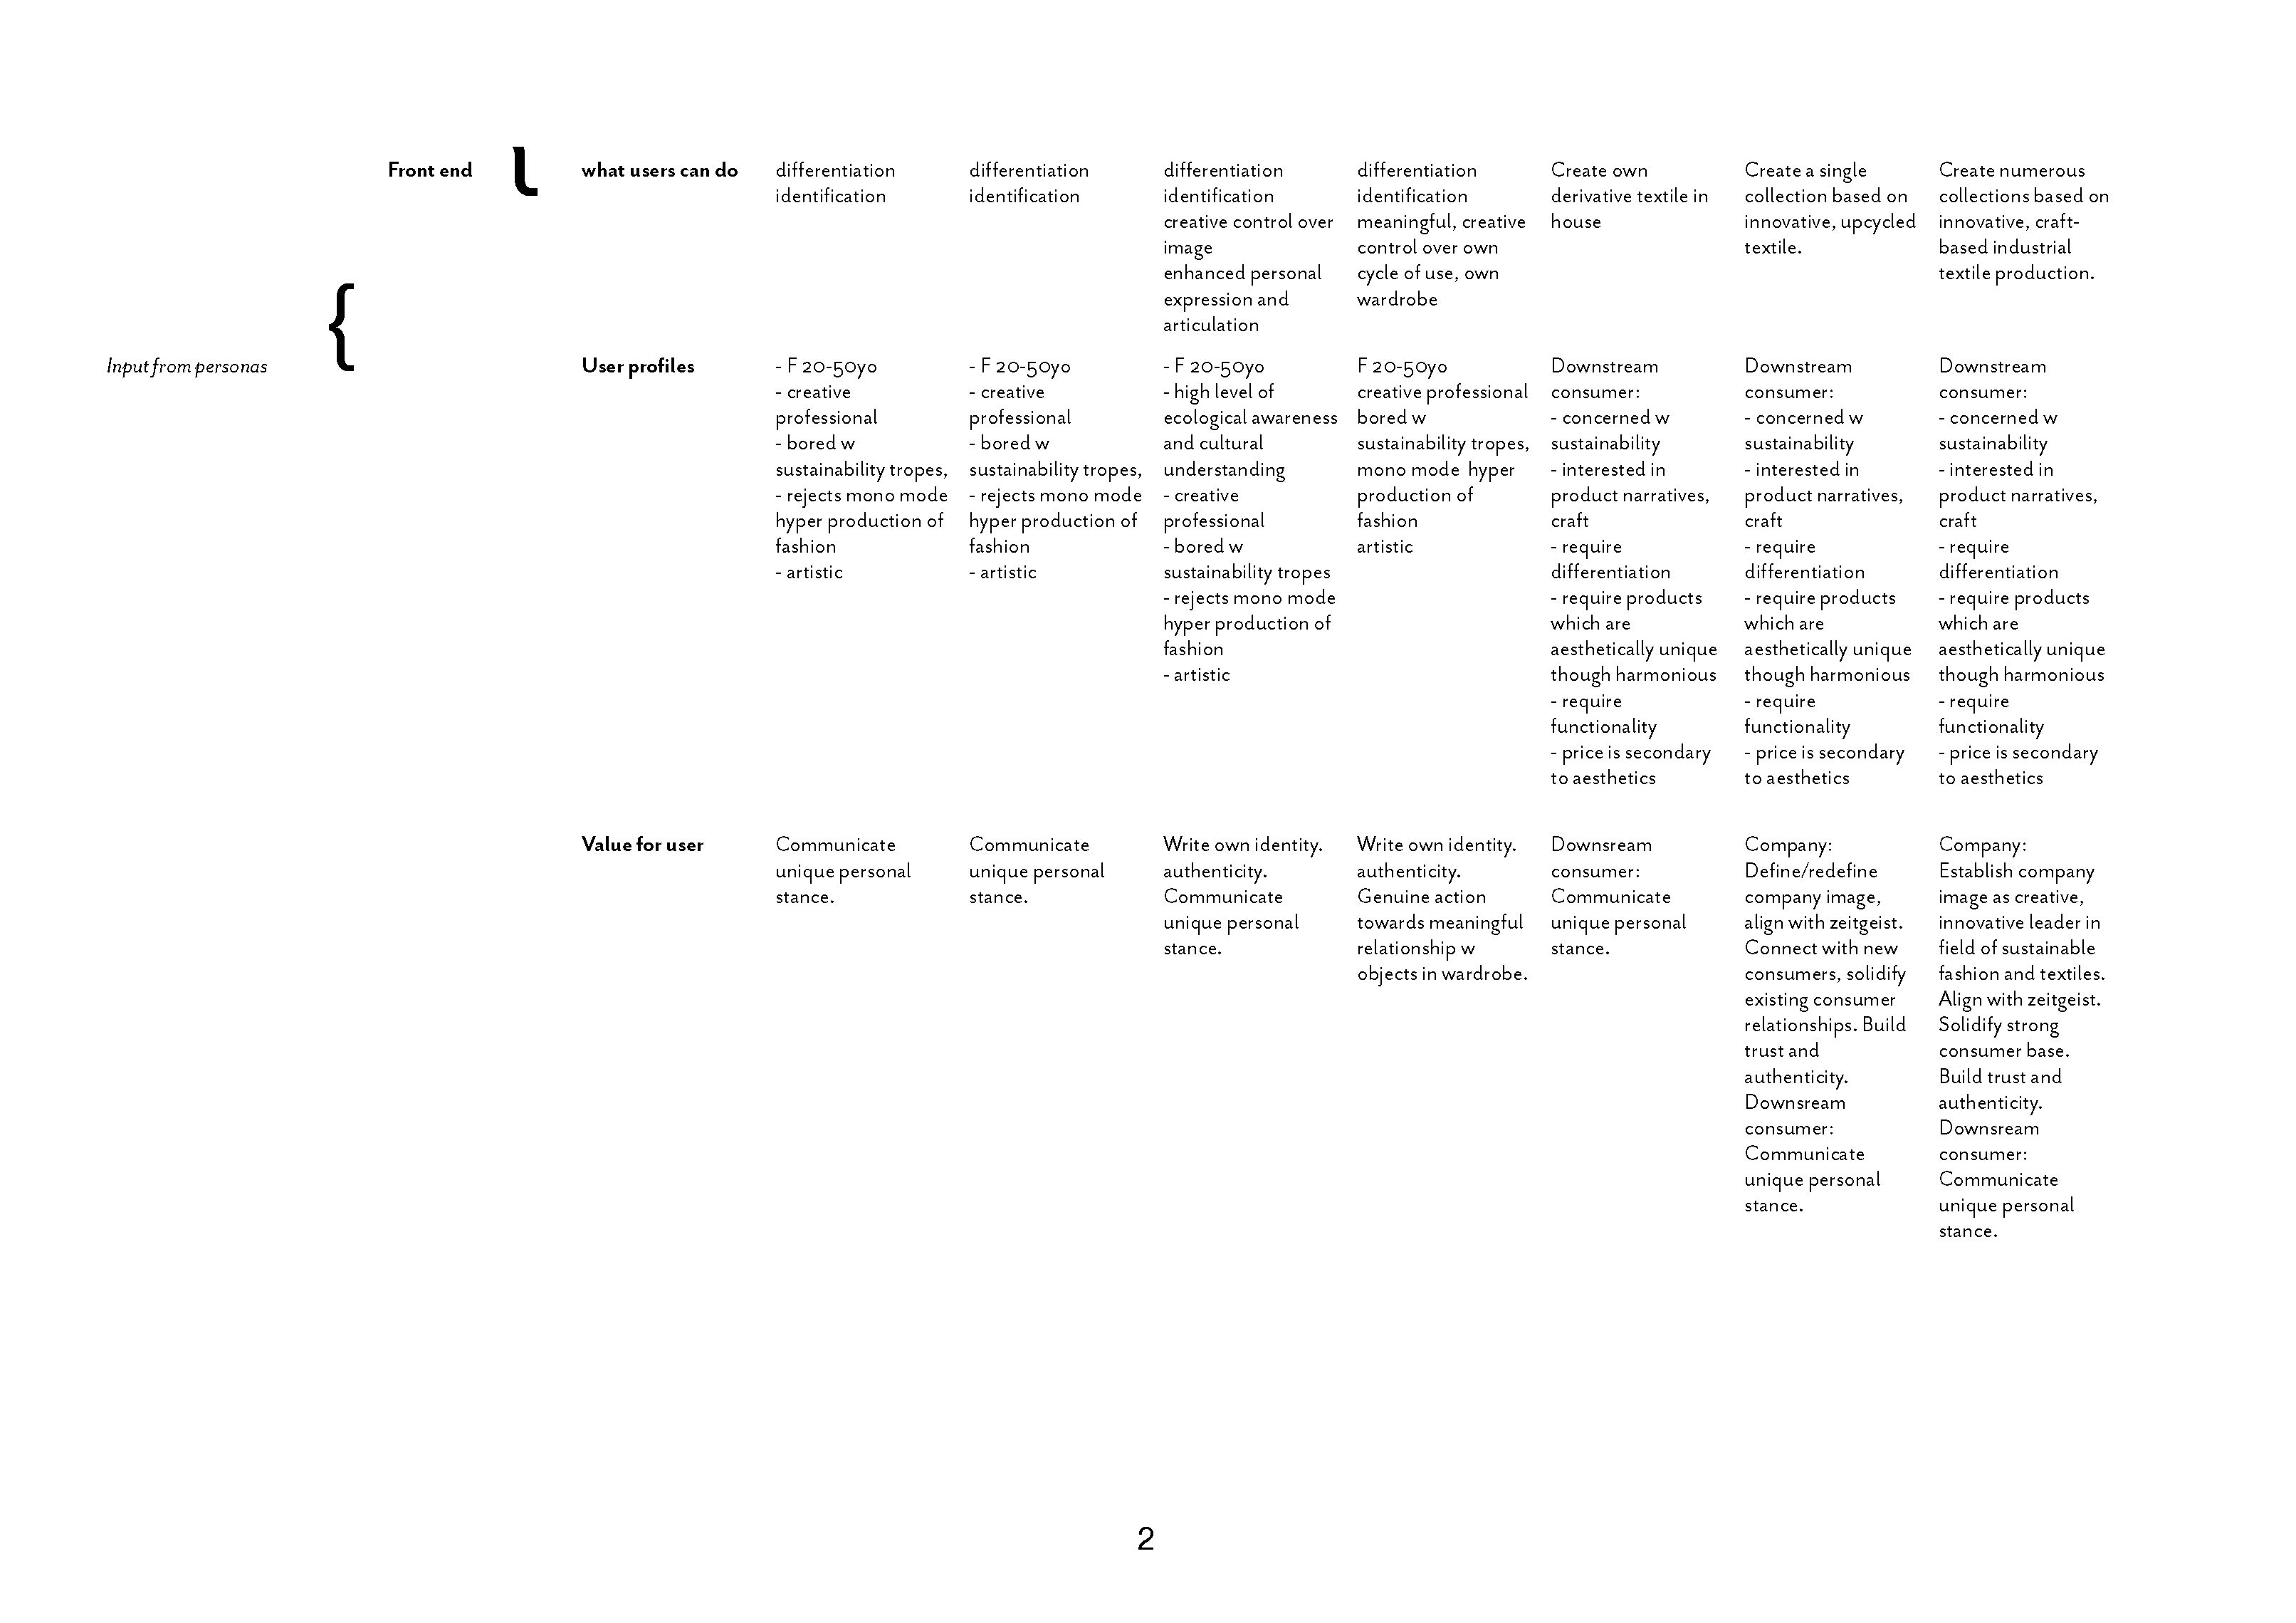 Front end
what users can do
differentiation
identification
differentiation
identification
differentiation
identification
creative control over
image
enhanced personal
expression and
articulation
differentiation
identification
meaningful, creative
control over own
cycle of use, own
wardrobe
Create own
derivative textile in
house
Create a single
collection based on
innovative, upcycled
textile.
Create numerous
collections based on
innovative, craft-
based industrial
textile production.
{
Input from personas
User profiles
- F 20-50yo
- creative
professional
- bored w
sustainability tropes,
- rejects mono mode
hyper production of
fashion
- artistic
- F 20-50yo
- creative
professional
- bored w
sustainability tropes,
- rejects mono mode
hyper production of
fashion
- artistic
- F 20-50yo
- high level of
ecological awareness
and cultural
understanding
- creative
professional
- bored w
sustainability tropes
- rejects mono mode
hyper production of
fashion
- artistic
F 20-50yo
creative professional
bored w
sustainability tropes,
mono mode hyper
production of
fashion
artistic
Downstream
consumer:
- concerned w
sustainability
- interested in
product narratives,
craft
- require
differentiation
- require products
which are
aesthetically unique
though harmonious
- require
functionality
- price is secondary
to aesthetics
Downstream
consumer:
- concerned w
sustainability
- interested in
product narratives,
craft
- require
differentiation
- require products
which are
aesthetically unique
though harmonious
- require
functionality
- price is secondary
to aesthetics
Downstream
consumer:
- concerned w
sustainability
- interested in
product narratives,
craft
- require
differentiation
- require products
which are
aesthetically unique
though harmonious
- require
functionality
- price is secondary
to aesthetics
Value for user
Communicate
unique personal
stance.
Communicate
unique personal
stance.
Write own identity.
authenticity.
Communicate
unique personal
stance.
Write own identity.
authenticity.
Genuine action
towards meaningful
relationship w
objects in wardrobe.
Downsream
consumer:
Communicate
unique personal
stance.
Company:
Define/redefine
company image,
align with zeitgeist.
Connect with new
consumers, solidify
existing consumer
relationships. Build
trust and
authenticity.
Downsream
consumer:
Communicate
unique personal
stance.
Company:
Establish company
image as creative,
innovative leader in
field of sustainable
fashion and textiles.
Align with zeitgeist.
Solidify strong
consumer base.
Build trust and
authenticity.
Downsream
consumer:
Communicate
unique personal
stance.
2